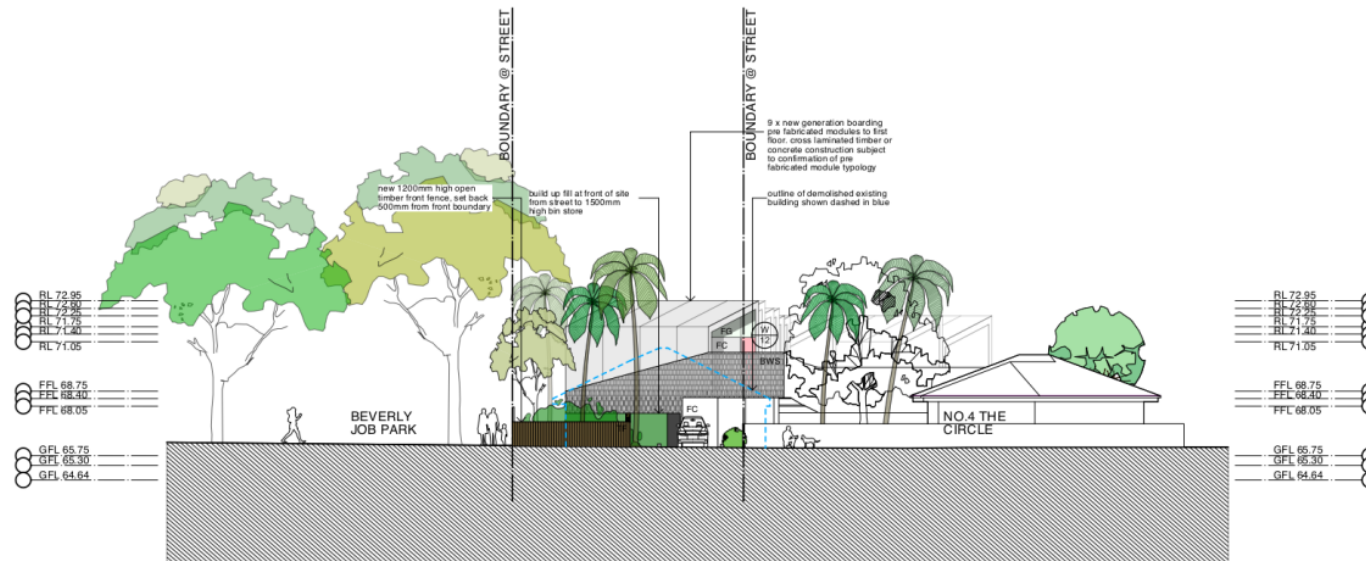 BOUNDARY @ STREET
BOUNDARY @ STREET
9 x new generation boarding
pre fabricated modules to first
floor. cross laminated timber or
concrete construction subject
to confirmation of pre
fabricated module typology
new 1200mm high open
timber front fence, set back
500mm from front boundary
build up fill at front of site
from street to 1500mm
high bin store
outline of demolished existing
building shown dashed in blue
RL 72.95
RL 72.60
RL 72.25
RL 71.75
RL 71.40
RL 71.05
FFL 68.75
FFL 68.40
FFL 68.05
GFL 65.75
GFL 65.30
GFL 64.64
BEVERLY
JOB PARK
FG
FC
W
12
BWS
FC
TF
NO.4 THE
CIRCLE
RL 72.95
RL 72.60
RL 72.25
RL 71.75
RL 71.40
RL 71.05
FFL 68.75
FFL 68.40
FFL 68.05
GFL 65.75
GFL 65.30
GFL 64.64